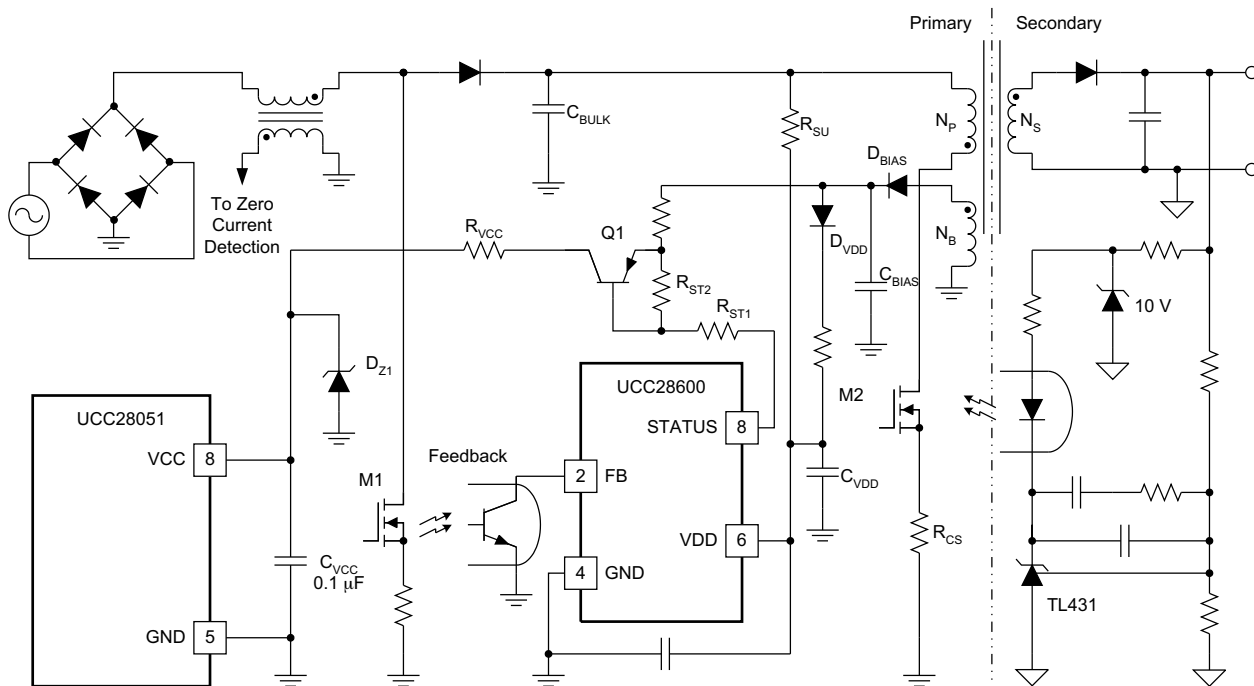 Primary
Secondary
C_BULK
R_SU
N_P
N_S
D_BIAS
To Zero
Current
Detection
R_VCC
Q1
D_VDD
N_B
R_ST2
C_BIAS
R_ST1
10 V
D_Z1
UCC28600
M2
UCC28051
STATUS
8
VCC
8
Feedback
M1
2
FB
C_VDD
VDD
6
R_CS
C_VCC
0.1 µF
4
GND
TL431
GND
5